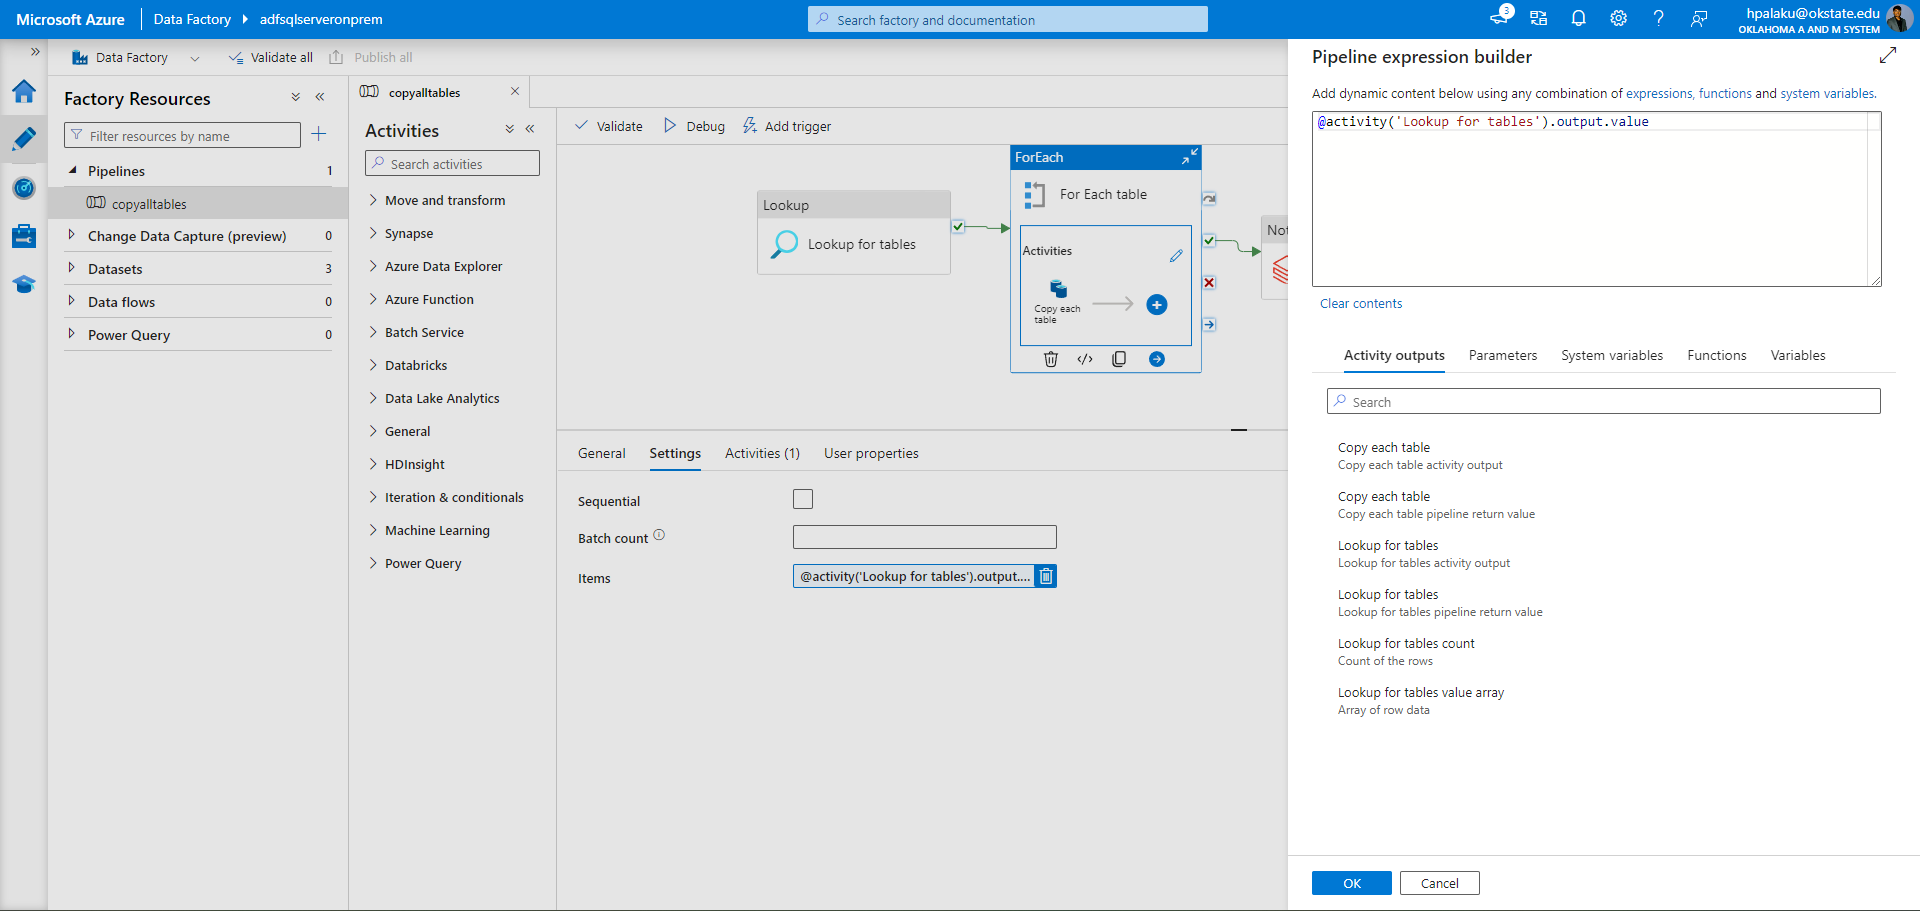 Microsoft Azure
Data Factory
adfsqlserveronprem
Search factory and documentation
3
hpalaku@okstate.edu
OKLAHOMA A AND M SYSTEM
Data Factory
Validate all
Publish all
Factory Resources
Filter resources by name
Pipelines
1
copyalltables
Change Data Capture (preview)
0
Datasets
3
Data flows
0
Power Query
0
copyalltables
Activities
Search activities
Move and transform
Synapse
Azure Data Explorer
Azure Function
Batch Service
Databricks
Data Lake Analytics
General
HDInsight
Iteration & conditionals
Machine Learning
Power Query
Validate
Debug
Add trigger
Lookup
Lookup for tables
ForEach
For Each table
Activities
Copy each
table
Not
General
Settings
Activities (1)
User properties
Sequential
Batch count
Items
@activity('Lookup for tables').output....
Pipeline expression builder
Add dynamic content below using any combination of expressions, functions and system variables.
@activity('Lookup for tables').output.value
Clear contents
Activity outputs
Parameters
System variables
Functions
Variables
Search
Copy each table
Copy each table activity output
Copy each table
Copy each table pipeline return value
Lookup for tables
Lookup for tables activity output
Lookup for tables
Lookup for tables pipeline return value
Lookup for tables count
Count of the rows
Lookup for tables value array
Array of row data
OK
Cancel